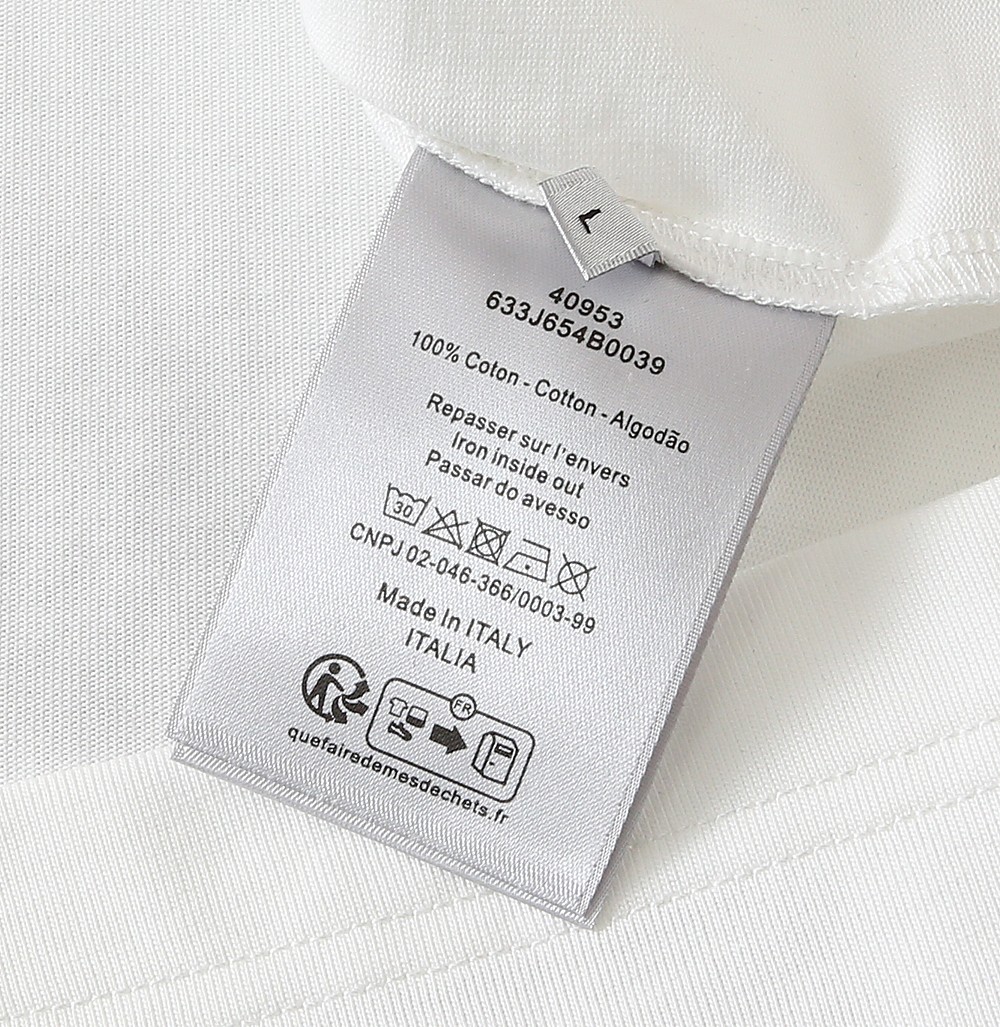 L
40953
633J654B0039
100% Coton - Cotton - Algodão
Repasser sur l'envers
Iron inside out
Passar do avesso
30
CNPJ 02-046-366/0003-99
Made In ITALY
ITALIA
FR
quefairedemesdechets.fr